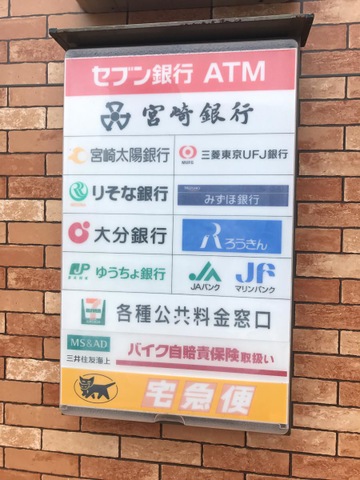 セブン銀行 ATM
宮崎銀行
宮崎太陽銀行
MUFG
三菱東京UFJ銀行
りそな銀行
MIZUHO
みずほ銀行
大分銀行
R ろうきん
JP ゆうちょ銀行
JA
JAバンク
JF
マリンバンク
7 ELEVEN
各種公共料金窓口
MS&AD
三井住友海上
バイク自賠責保険取扱い
宅急便